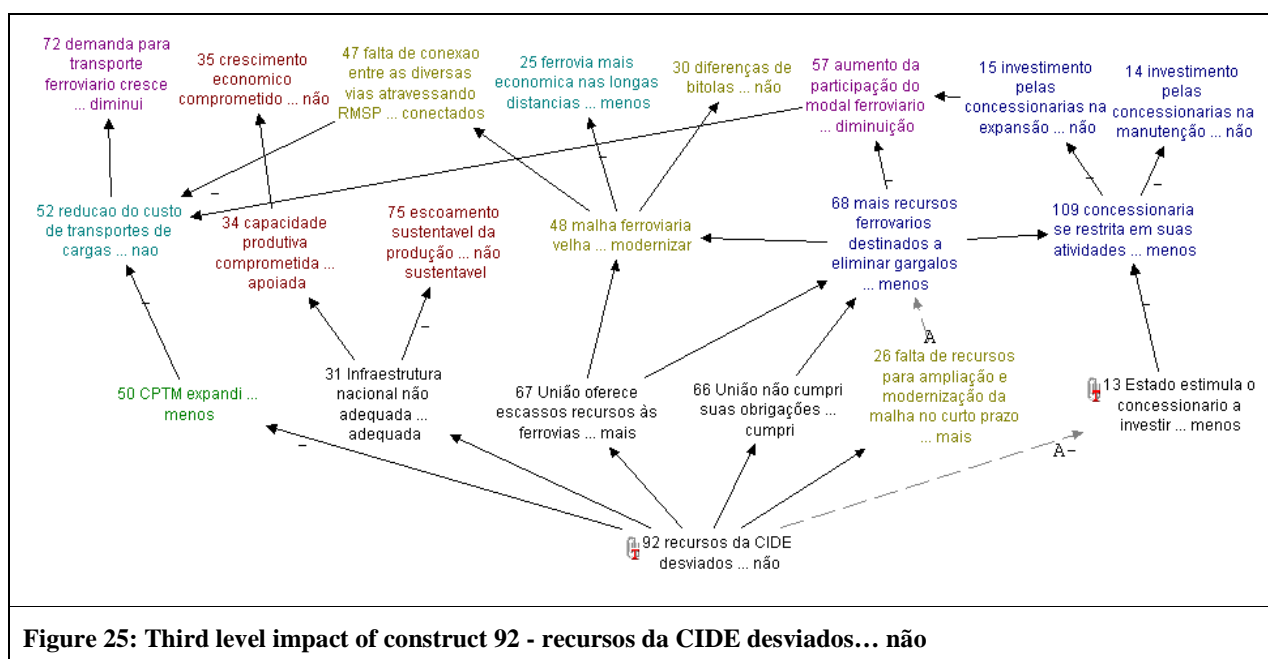 72 demanda para
transporte
ferroviario cresce
... diminui
35 crescimento
economico
comprometido ... não
47 falta de conexao
entre as diversas
vias atravessando
RMSP ... conectados
25 ferrovia mais
economica nas longas
distancias ... menos
30 diferenças de
bitolas ... não
57 aumento da
participação do
modal ferroviario
... diminuição
15 investimento
pelas
concessionarias na
expansão ... não
14 investimento
pelas
concessionarias na
manutenção ... não
-
-
-
-
-
52 reducao do custo
de transportes de
cargas ... nao
34 capacidade
produtiva
comprometida ...
apoiada
75 escoamento
sustentavel da
produção ... não
sustentavel
48 malha ferroviaria
velha ... modernizar
68 mais recursos
ferrovarios
destinados a
eliminar gargalos
... menos
109 concessionaria
se restrita em suas
atividades ... menos
-
-
-
A
50 CPTM expandi ...
menos
31 Infraestrutura
nacional não
adequada ...
adequada
67 União oferece
escassos recursos às
ferrovias ... mais
66 União não cumpri
suas obrigações ...
cumpri
26 falta de recursos
para ampliação e
modernização da
malha no curto prazo
... mais
T
13 Estado estimula o
concessionario a
investir ... menos
-
A-
T
92 recursos da CIDE
desviados ... não
Figure 25: Third level impact of construct 92 - recursos da CIDE desviados… não